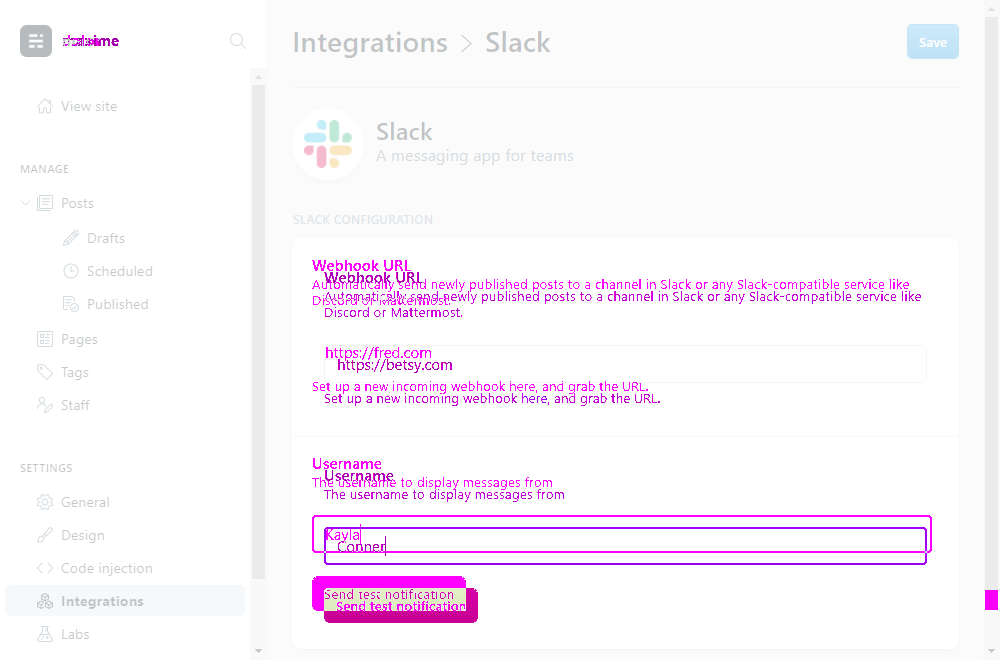 Integrations > Slack
Save
View site
Slack
A messaging app for teams
MANAGE
Posts
Drafts
Scheduled
Published
Pages
Tags
Staff
SETTINGS
General
Design
Code injection
Integrations
Labs
SLACK CONFIGURATION
Webhook URL
Webhook URL
Automatically send newly published posts to a channel in Slack or any Slack-compatible service like
Discord or Mattermost.
Automatically send newly published posts to a channel in Slack or any Slack-compatible service like
Discord or Mattermost.
https://fred.com
https://betsy.com
Set up a new incoming webhook here, and grab the URL.
Set up a new incoming webhook here, and grab the URL.
Username
Username
The username to display messages from
The username to display messages from
Kayla
Conner
Send test notification
Send test notification